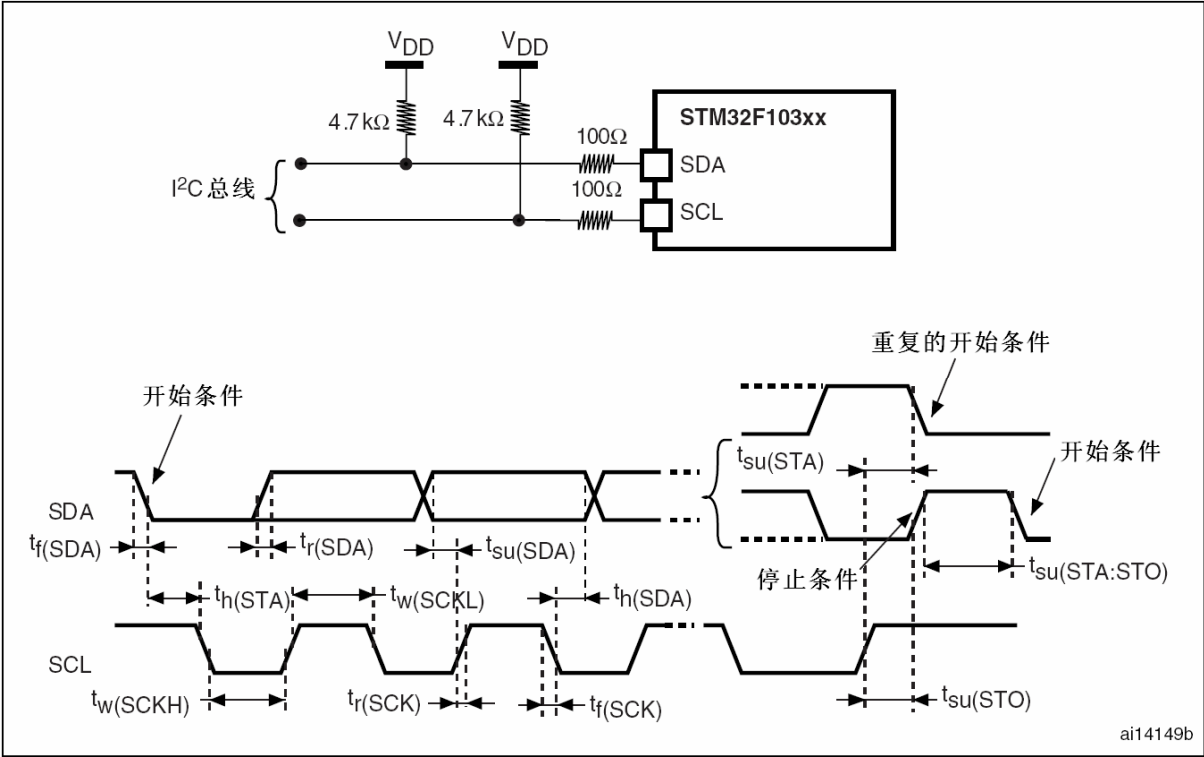 VDD VDD
4.7kΩ 4.7kΩ
STM32F103xx
100Ω
SDA
I²C总线
100Ω
SCL
重复的开始条件
开始条件
tsu(STA)
开始条件
SDA
tf(SDA) tr(SDA) tsu(SDA)
停止条件
tsu(STA:STO)
th(STA) tw(SCKL) th(SDA)
SCL
tw(SCKH) tr(SCK) tf(SCK) tsu(STO)
ai14149b